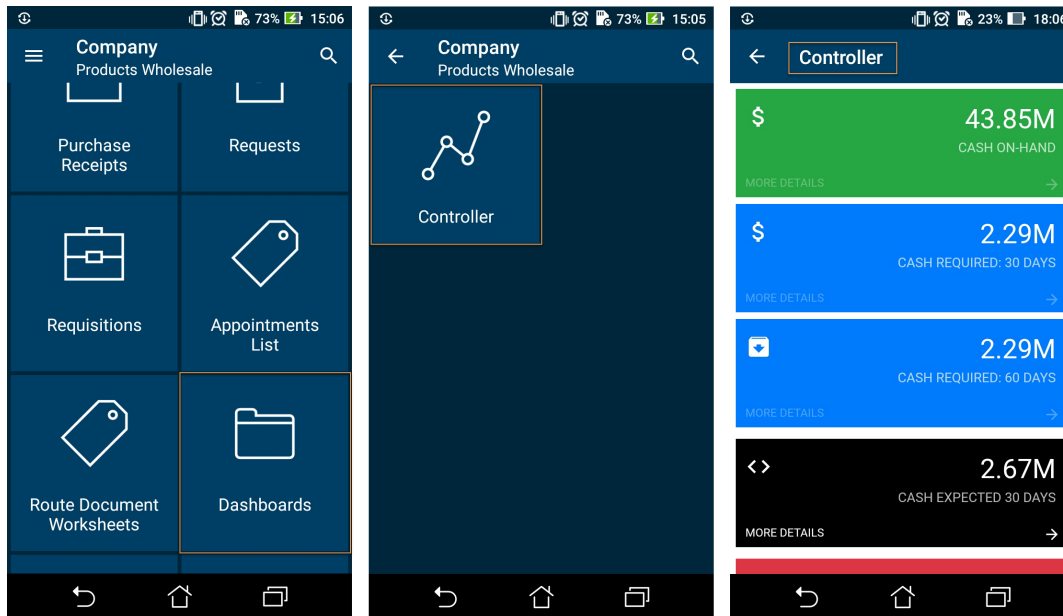 73% 15:06
Company
Products Wholesale
Purchase
Receipts
Requests
Requisitions
Appointments
List
Route Document
Worksheets
Dashboards
73% 15:05
Company
Products Wholesale
Controller
23% 18:06
Controller
$
43.85M
CASH ON-HAND
MORE DETAILS
$
2.29M
CASH REQUIRED: 30 DAYS
MORE DETAILS
2.29M
CASH REQUIRED: 60 DAYS
MORE DETAILS
2.67M
CASH EXPECTED 30 DAYS
MORE DETAILS